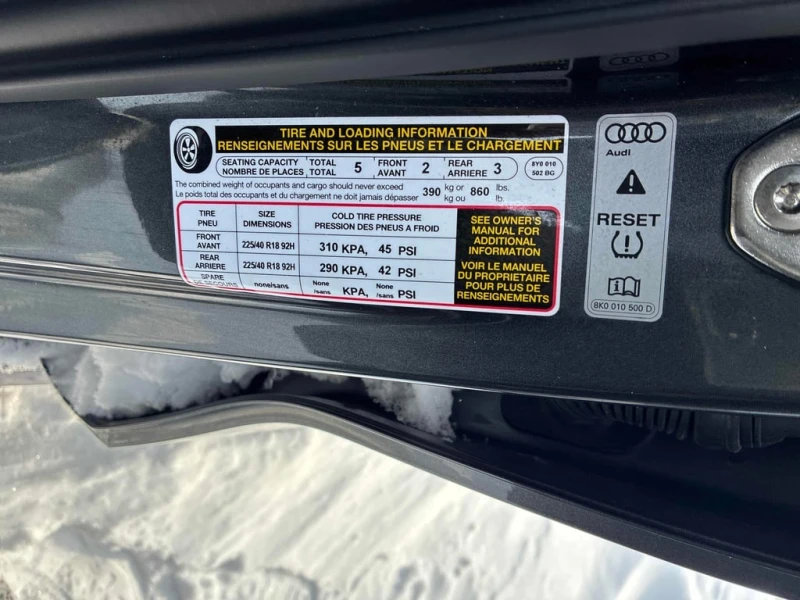 TIRE AND LOADING INFORMATION
RENSEIGNEMENTS SUR LES PNEUS ET LE CHARGEMENT
SEATING CAPACITY TOTAL 5 FRONT 2 REAR 3 8Y0 010
NOMBRE DE PLACES TOTAL AVANT ARRIERE 502 BG
The combined weight of occupants and cargo should never exceed 390 kg or 860 lbs.
Le poids total des occupants et du chargement ne doit jamais dépasser kg ou lb.
TIRE SIZE COLD TIRE PRESSURE
PNEU DIMENSIONS PRESSION DES PNEUS A FROID
FRONT
AVANT 225/40 R18 92H 310 KPA, 45 PSI
REAR
ARRIERE 225/40 R18 92H 290 KPA, 42 PSI
SPARE None None
DE SECOURS none/sans /sans KPA, /sans PSI
SEE OWNER'S
MANUAL FOR
ADDITIONAL
INFORMATION
VOIR LE MANUEL
DU PROPRIETAIRE
POUR PLUS DE
RENSEIGNEMENTS
Audi
RESET
8K0 010 500 D